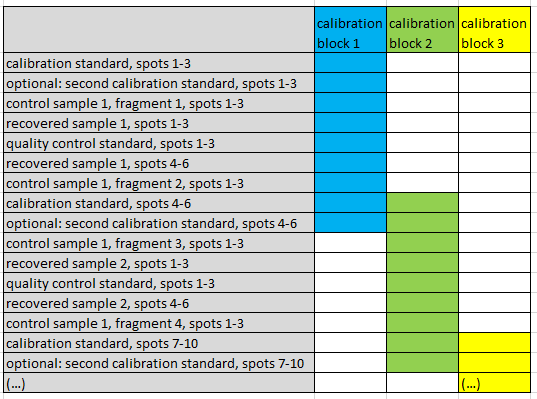 calibration block 1 calibration block 2 calibration block 3
calibration standard, spots 1-3
optional: second calibration standard, spots 1-3
control sample 1, fragment 1, spots 1-3
recovered sample 1, spots 1-3
quality control standard, spots 1-3
recovered sample 1, spots 4-6
control sample 1, fragment 2, spots 1-3
calibration standard, spots 4-6
optional: second calibration standard, spots 4-6
control sample 1, fragment 3, spots 1-3
recovered sample 2, spots 1-3
quality control standard, spots 1-3
recovered sample 2, spots 4-6
control sample 1, fragment 4, spots 1-3
calibration standard, spots 7-10
optional: second calibration standard, spots 7-10
(...) (...)